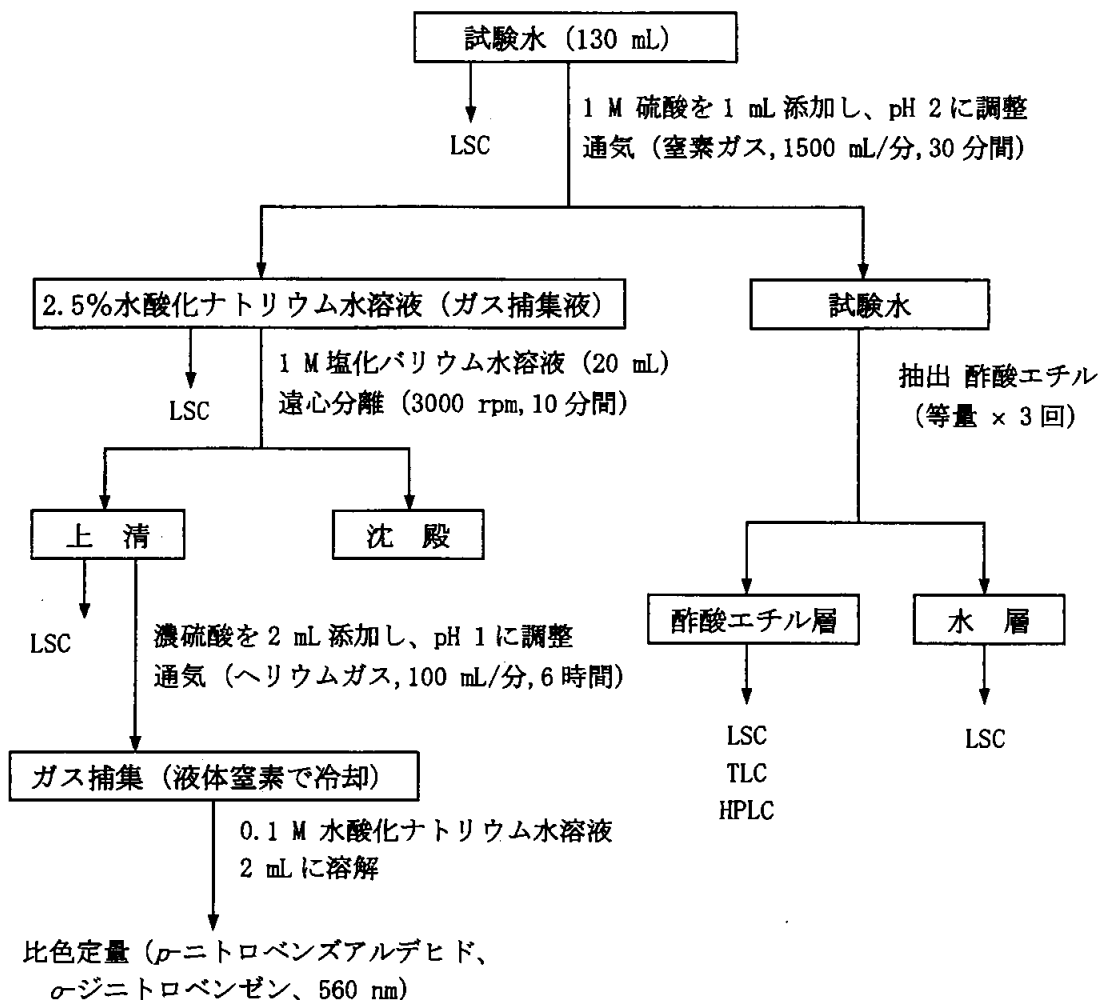 試験水 (130 mL)
LSC
1 M 硫酸を 1 mL 添加し、pH 2 に調整
通気 (窒素ガス, 1500 mL/分, 30 分間)
2.5%水酸化ナトリウム水溶液 (ガス捕集液)
試験水
LSC
1 M 塩化バリウム水溶液 (20 mL)
遠心分離 (3000 rpm, 10 分間)
抽出 酢酸エチル
(等量 × 3 回)
上 清
沈 殿
LSC
濃硫酸を 2 mL 添加し、pH 1 に調整
通気 (ヘリウムガス, 100 mL/分, 6 時間)
酢酸エチル層
水 層
LSC
TLC
HPLC
LSC
ガス捕集 (液体窒素で冷却)
0.1 M 水酸化ナトリウム水溶液
2 mL に溶解
比色定量 (p-ニトロベンズアルデヒド、
o-ジニトロベンゼン、560 nm)